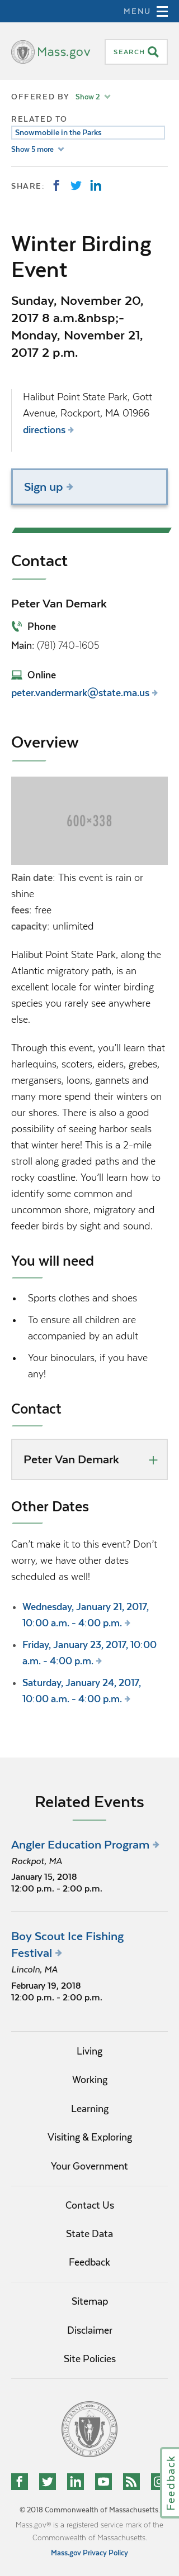 MENU
Mass.gov
SEARCH
OFFERED BY Show 2
RELATED TO
Snowmobile in the Parks
Show 5 more
SHARE:
Winter Birding
Event
Sunday, November 20,
2017 8 a.m.&nbsp;-
Monday, November 21,
2017 2 p.m.
Halibut Point State Park, Gott
Avenue, Rockport, MA 01966
directions
Sign up
Contact
Peter Van Demark
Phone
Main: (781) 740-1605
Online
peter.vandermark@state.ma.us
Overview
600×338
Rain date: This event is rain or
shine
fees: free
capacity: unlimited
Halibut Point State Park, along the
Atlantic migratory path, is an
excellent locale for winter birding
species you rarely see anywhere
else.
Through this event, you'll learn that
harlequins, scoters, eiders, grebes,
mergansers, loons, gannets and
many more spend their winters on
our shores. There is also a good
possibility of seeing harbor seals
that winter here! This is a 2-mile
stroll along graded paths and the
rocky coastline. You'll learn how to
identify some common and
uncommon shore, migratory and
feeder birds by sight and sound.
You will need
• Sports clothes and shoes
• To ensure all children are
accompanied by an adult
• Your binoculars, if you have
any!
Contact
Peter Van Demark +
Other Dates
Can't make it to this event? Don't
worry, we have other dates
scheduled as well!
• Wednesday, January 21, 2017,
10:00 a.m. - 4:00 p.m.
• Friday, January 23, 2017, 10:00
a.m. - 4:00 p.m.
• Saturday, January 24, 2017,
10:00 a.m. - 4:00 p.m.
Related Events
Angler Education Program
Rockpot, MA
January 15, 2018
12:00 p.m. - 2:00 p.m.
Boy Scout Ice Fishing
Festival
Lincoln, MA
February 19, 2018
12:00 p.m. - 2:00 p.m.
Living
Working
Learning
Visiting & Exploring
Your Government
Contact Us
State Data
Feedback
Sitemap
Disclaimer
Site Policies
Feedback
© 2018 Commonwealth of Massachusetts.
Mass.gov® is a registered service mark of the
Commonwealth of Massachusetts.
Mass.gov Privacy Policy